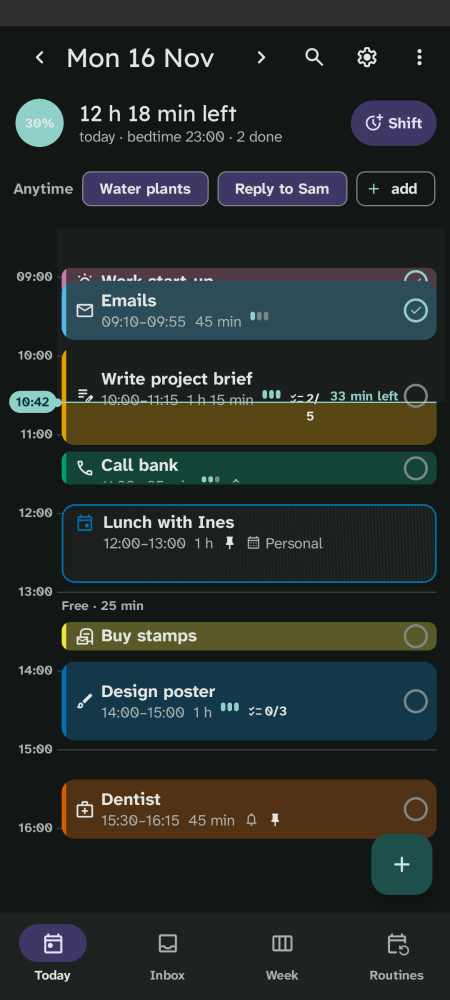 Mon 16 Nov
30%
12 h 18 min left
today · bedtime 23:00 · 2 done
Shift
Anytime
Water plants
Reply to Sam
+ add
09:00
Work start-up
Emails
09:10–09:55 45 min
10:00
Write project brief
10:00–11:15 1 h 15 min
2/
5
33 min left
10:42
11:00
Call bank
12:00
Lunch with Ines
12:00–13:00 1 h
Personal
13:00
Free · 25 min
Buy stamps
14:00
Design poster
14:00–15:00 1 h
0/3
15:00
Dentist
15:30–16:15 45 min
16:00
+
Today
Inbox
Week
Routines